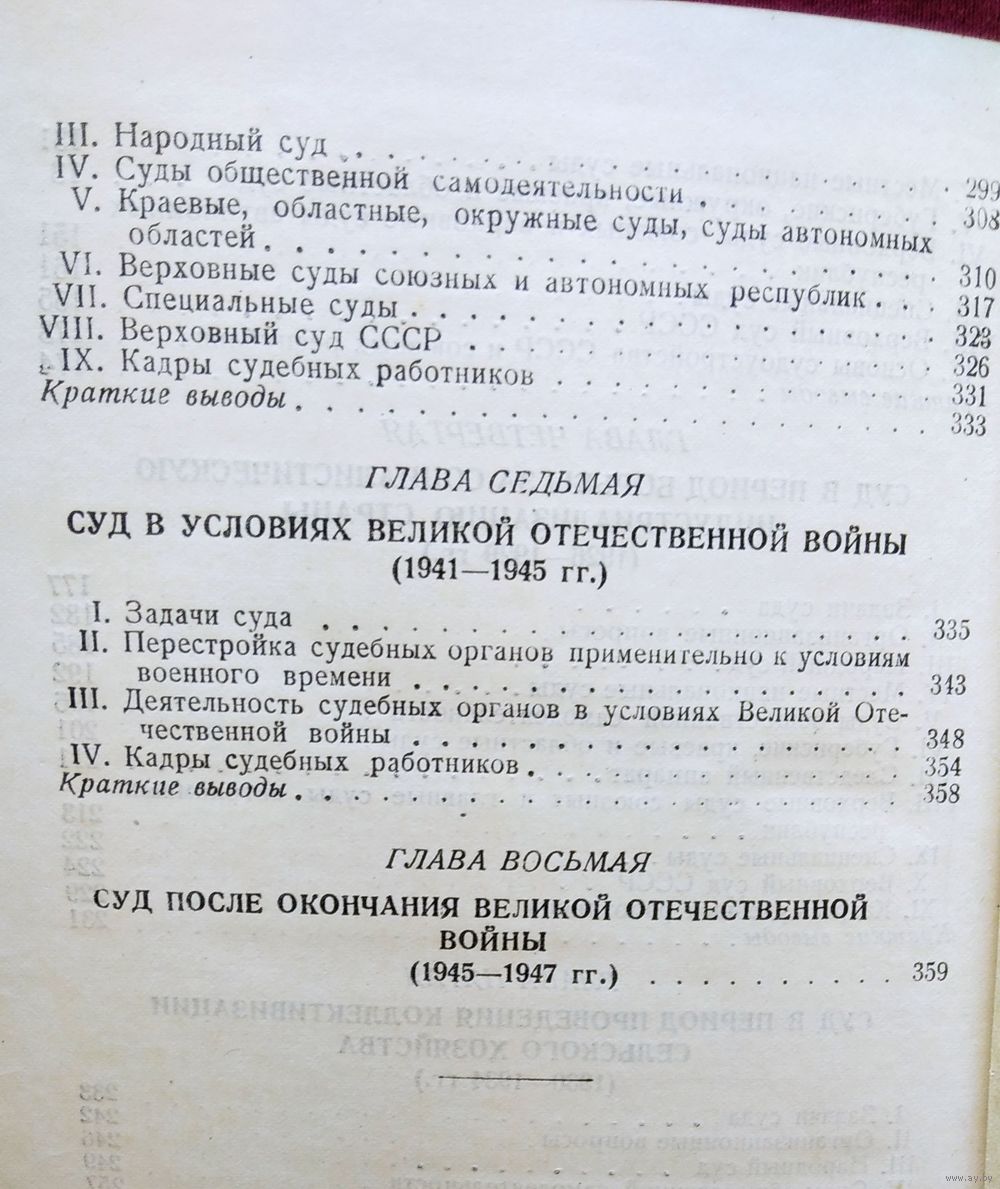 III. Народный суд . . . . . . . . . . . . 299
IV. Суды общественной самодеятельности . . . . . . 308
V. Краевые, областные, окружные суды, суды автономных
областей . . . . . . . . . . . . . . 310
VI. Верховные суды союзных и автономных республик . . 317
VII. Специальные суды . . . . . . . . . . . . 323
VIII. Верховный суд СССР . . . . . . . . . . . 326
IX. Кадры судебных работников . . . . . . . . . 331
Краткие выводы . . . . . . . . . . . . . . 333
ГЛАВА СЕДЬМАЯ
СУД В УСЛОВИЯХ ВЕЛИКОЙ ОТЕЧЕСТВЕННОЙ ВОЙНЫ
(1941—1945 гг.)
I. Задачи суда . . . . . . . . . . . . . . 335
II. Перестройка судебных органов применительно к условиям
военного времени . . . . . . . . . . . . 343
III. Деятельность судебных органов в условиях Великой Оте-
чественной войны . . . . . . . . . . . . 348
IV. Кадры судебных работников . . . . . . . . . 354
Краткие выводы . . . . . . . . . . . . . . 358
ГЛАВА ВОСЬМАЯ
СУД ПОСЛЕ ОКОНЧАНИЯ ВЕЛИКОЙ ОТЕЧЕСТВЕННОЙ
ВОЙНЫ
(1945—1947 гг.) . . . . . . . . . 359
www.ay.by